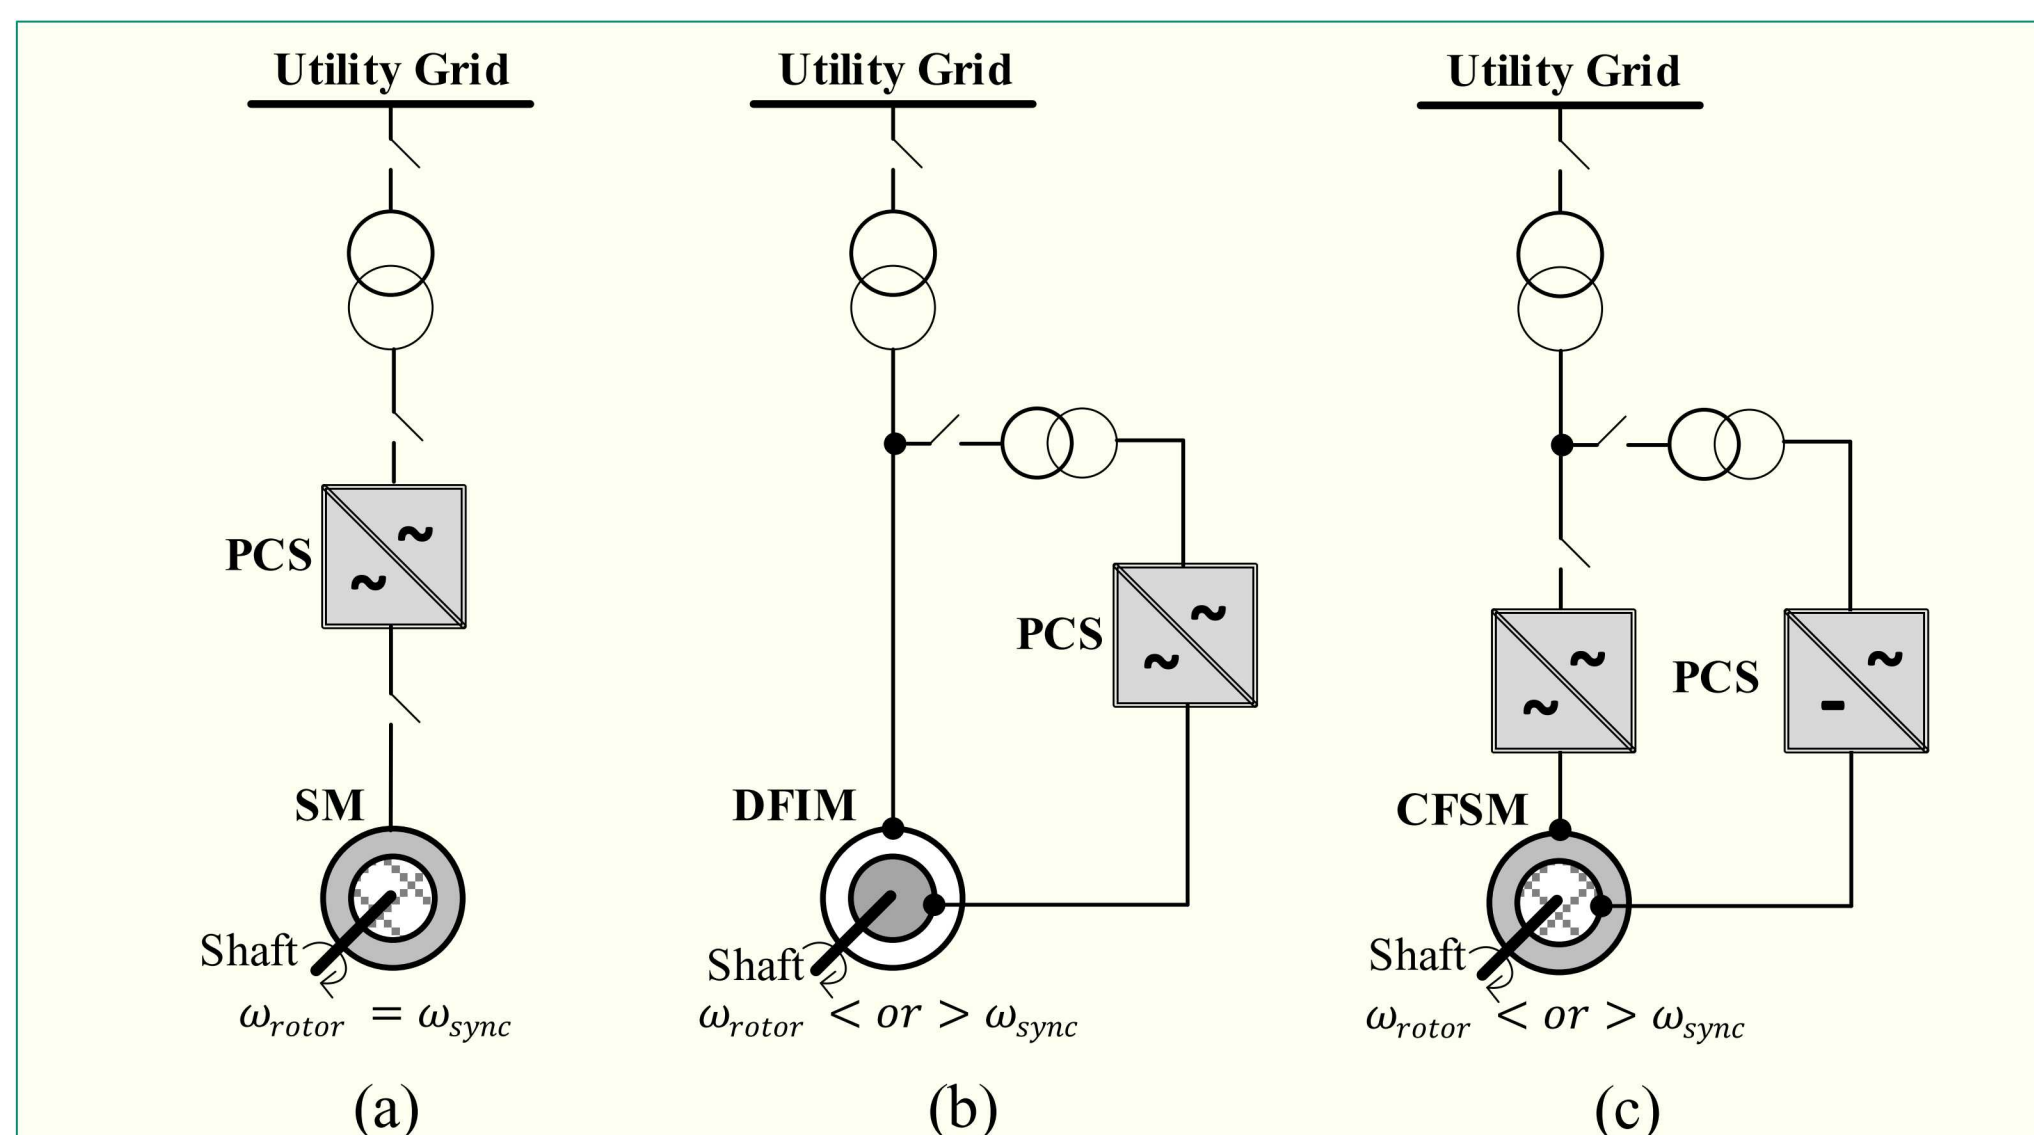 Utility Grid
Utility Grid
Utility Grid
PCS
~
~
PCS
~
~
~
~
PCS
~
-
SM
DFIM
CFSM
Shaft
Shaft
Shaft
ω_rotor = ω_sync
ω_rotor < or > ω_sync
ω_rotor < or > ω_sync
(a)
(b)
(c)